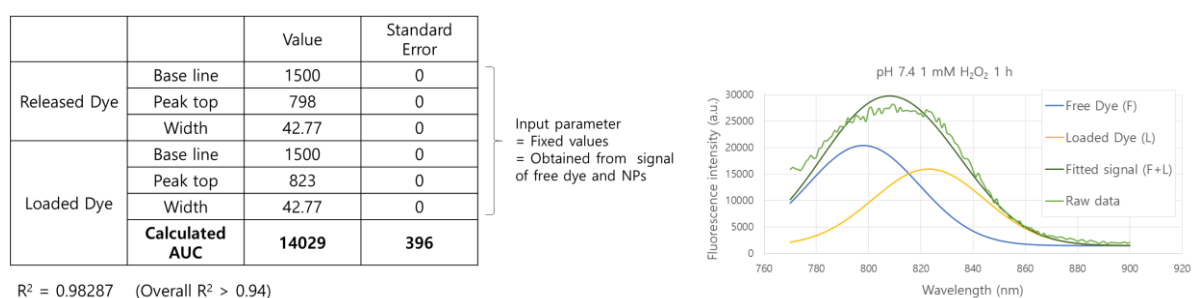 Value
Standard
Error
Released Dye
Base line 1500 0
Peak top 798 0
Width 42.77 0
Loaded Dye
Base line 1500 0
Peak top 823 0
Width 42.77 0
Calculated
AUC
14029 396
R² = 0.98287 (Overall R² > 0.94)
Input parameter
= Fixed values
= Obtained from signal
of free dye and NPs
pH 7.4 1 mM H₂O₂ 1 h
Fluorescence intensity (a.u.)
30000
25000
20000
15000
10000
5000
0
760 780 800 820 840 860 880 900 920
Wavelength (nm)
Free Dye (F)
Loaded Dye (L)
Fitted signal (F+L)
Raw data